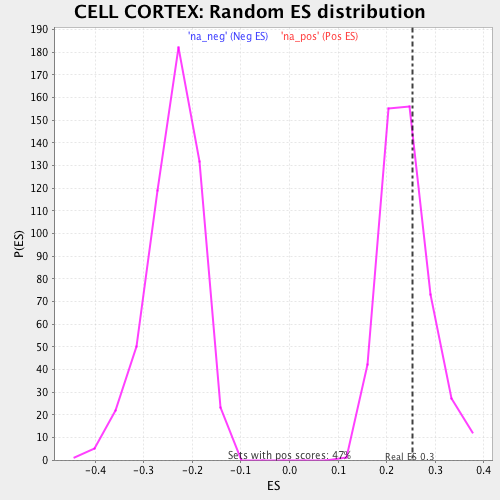 CELL CORTEX: Random ES distribution
'na_neg' (Neg ES) 'na_pos' (Pos ES)
190
180
170
160
150
140
130
120
110
100
90
80
70
60
50
40
30
20
10
0
P(ES)
Sets with pos scores: 47%
Real ES 0.3
-0.4 -0.3 -0.2 -0.1 0.0 0.1 0.2 0.3 0.4
ES